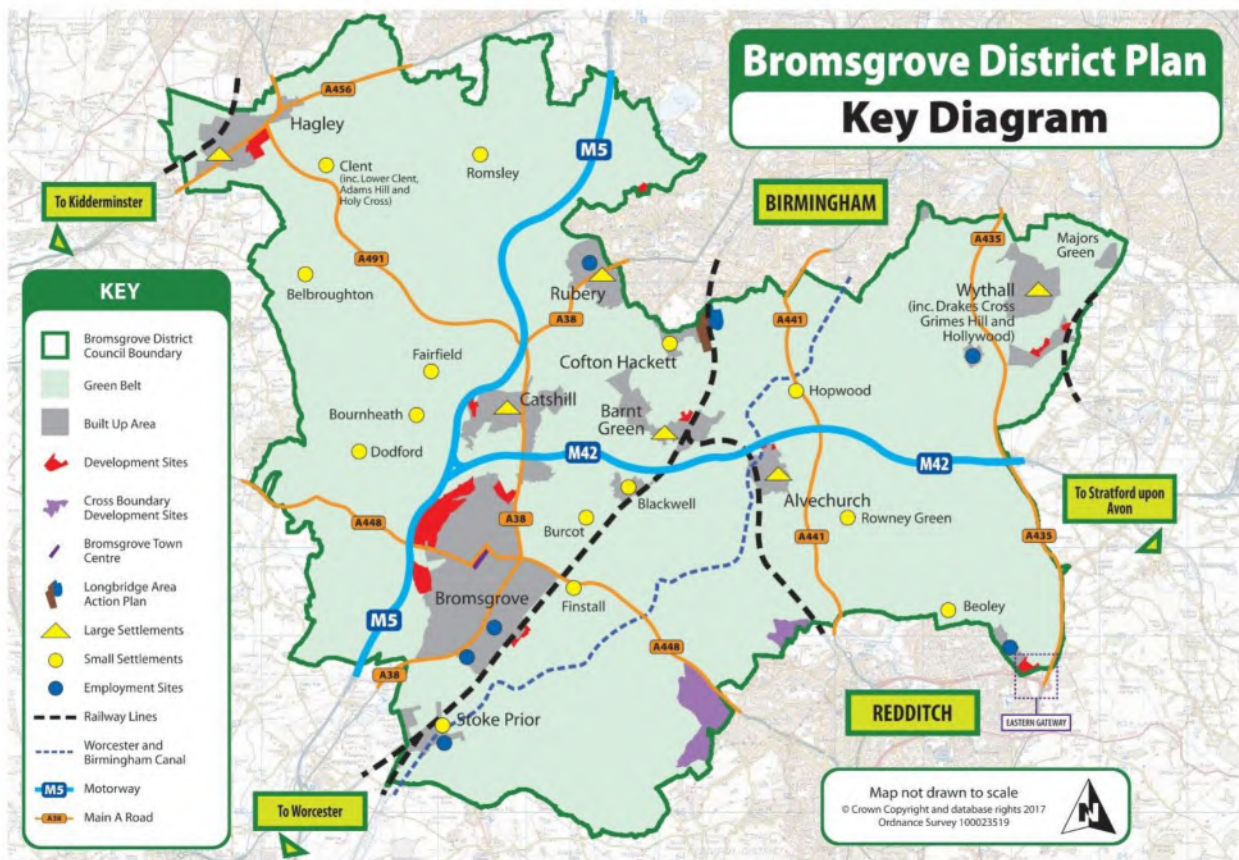 Bromsgrove District Plan
Key Diagram
A456
Hagley
Clent
(inc. Lower Clent,
Adams Hill and
Holy Cross)
Romsley
M5
To Kidderminster
BIRMINGHAM
A435
Majors
Green
A491
Belbroughton
Rubery
A38
A441
Wythall
(inc. Drakes Cross
Grimes Hill and
Hollywood)
Cofton Hackett
Fairfield
Hopwood
Catshill
Bournheath
Barnt
Green
Dodford
M42
M42
Blackwell
Alvechurch
To Stratford upon
Avon
A448
A38
Burcot
Rowney Green
A441
A435
Bromsgrove
Finstall
Beoley
M5
A448
A38
Stoke Prior
REDDITCH
EASTERN GATEWAY
To Worcester
KEY
Bromsgrove District
Council Boundary
Green Belt
Built Up Area
Development Sites
Cross Boundary
Development Sites
Bromsgrove Town
Centre
Longbridge Area
Action Plan
Large Settlements
Small Settlements
Employment Sites
Railway Lines
Worcester and
Birmingham Canal
M5
Motorway
A38
Main A Road
Map not drawn to scale
© Crown Copyright and database rights 2017
Ordnance Survey 100023519
N